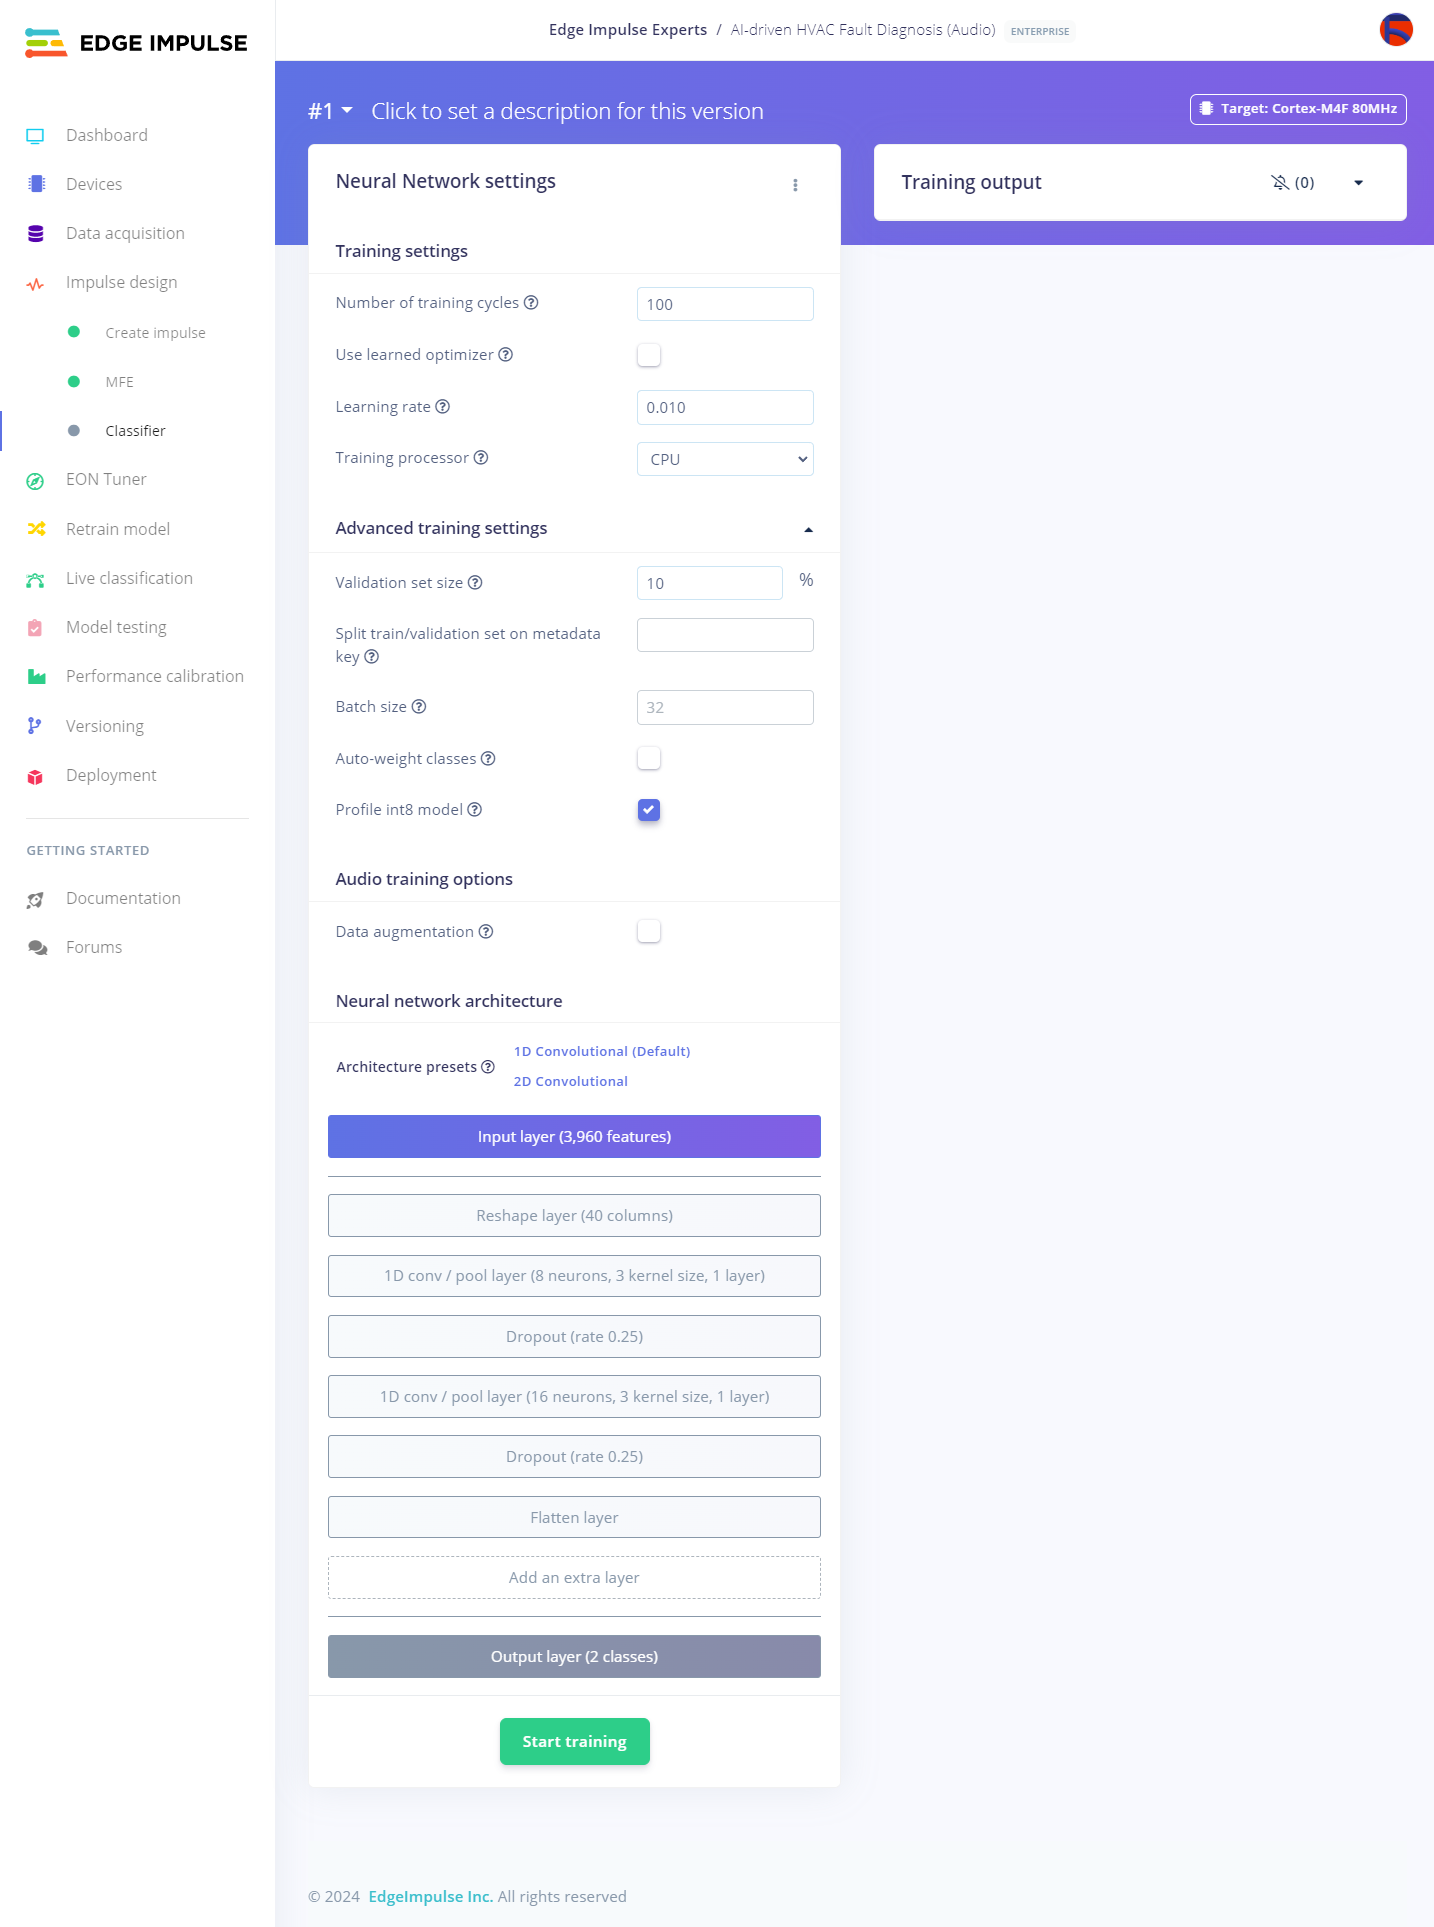 EDGE IMPULSE
Edge Impulse Experts / AI-driven HVAC Fault Diagnosis (Audio) ENTERPRISE
Dashboard
Devices
Data acquisition
Impulse design
Create impulse
MFE
Classifier
EON Tuner
Retrain model
Live classification
Model testing
Performance calibration
Versioning
Deployment
GETTING STARTED
Documentation
Forums
#1 Click to set a description for this version
Target: Cortex-M4F 80MHz
Neural Network settings
Training settings
Number of training cycles 100
Use learned optimizer
Learning rate 0.010
Training processor CPU
Advanced training settings
Validation set size 10 %
Split train/validation set on metadata
key
Batch size 32
Auto-weight classes
Profile int8 model
Audio training options
Data augmentation
Neural network architecture
Architecture presets
1D Convolutional (Default)
2D Convolutional
Input layer (3,960 features)
Reshape layer (40 columns)
1D conv / pool layer (8 neurons, 3 kernel size, 1 layer)
Dropout (rate 0.25)
1D conv / pool layer (16 neurons, 3 kernel size, 1 layer)
Dropout (rate 0.25)
Flatten layer
Add an extra layer
Output layer (2 classes)
Start training
Training output (0)
© 2024 EdgeImpulse Inc. All rights reserved